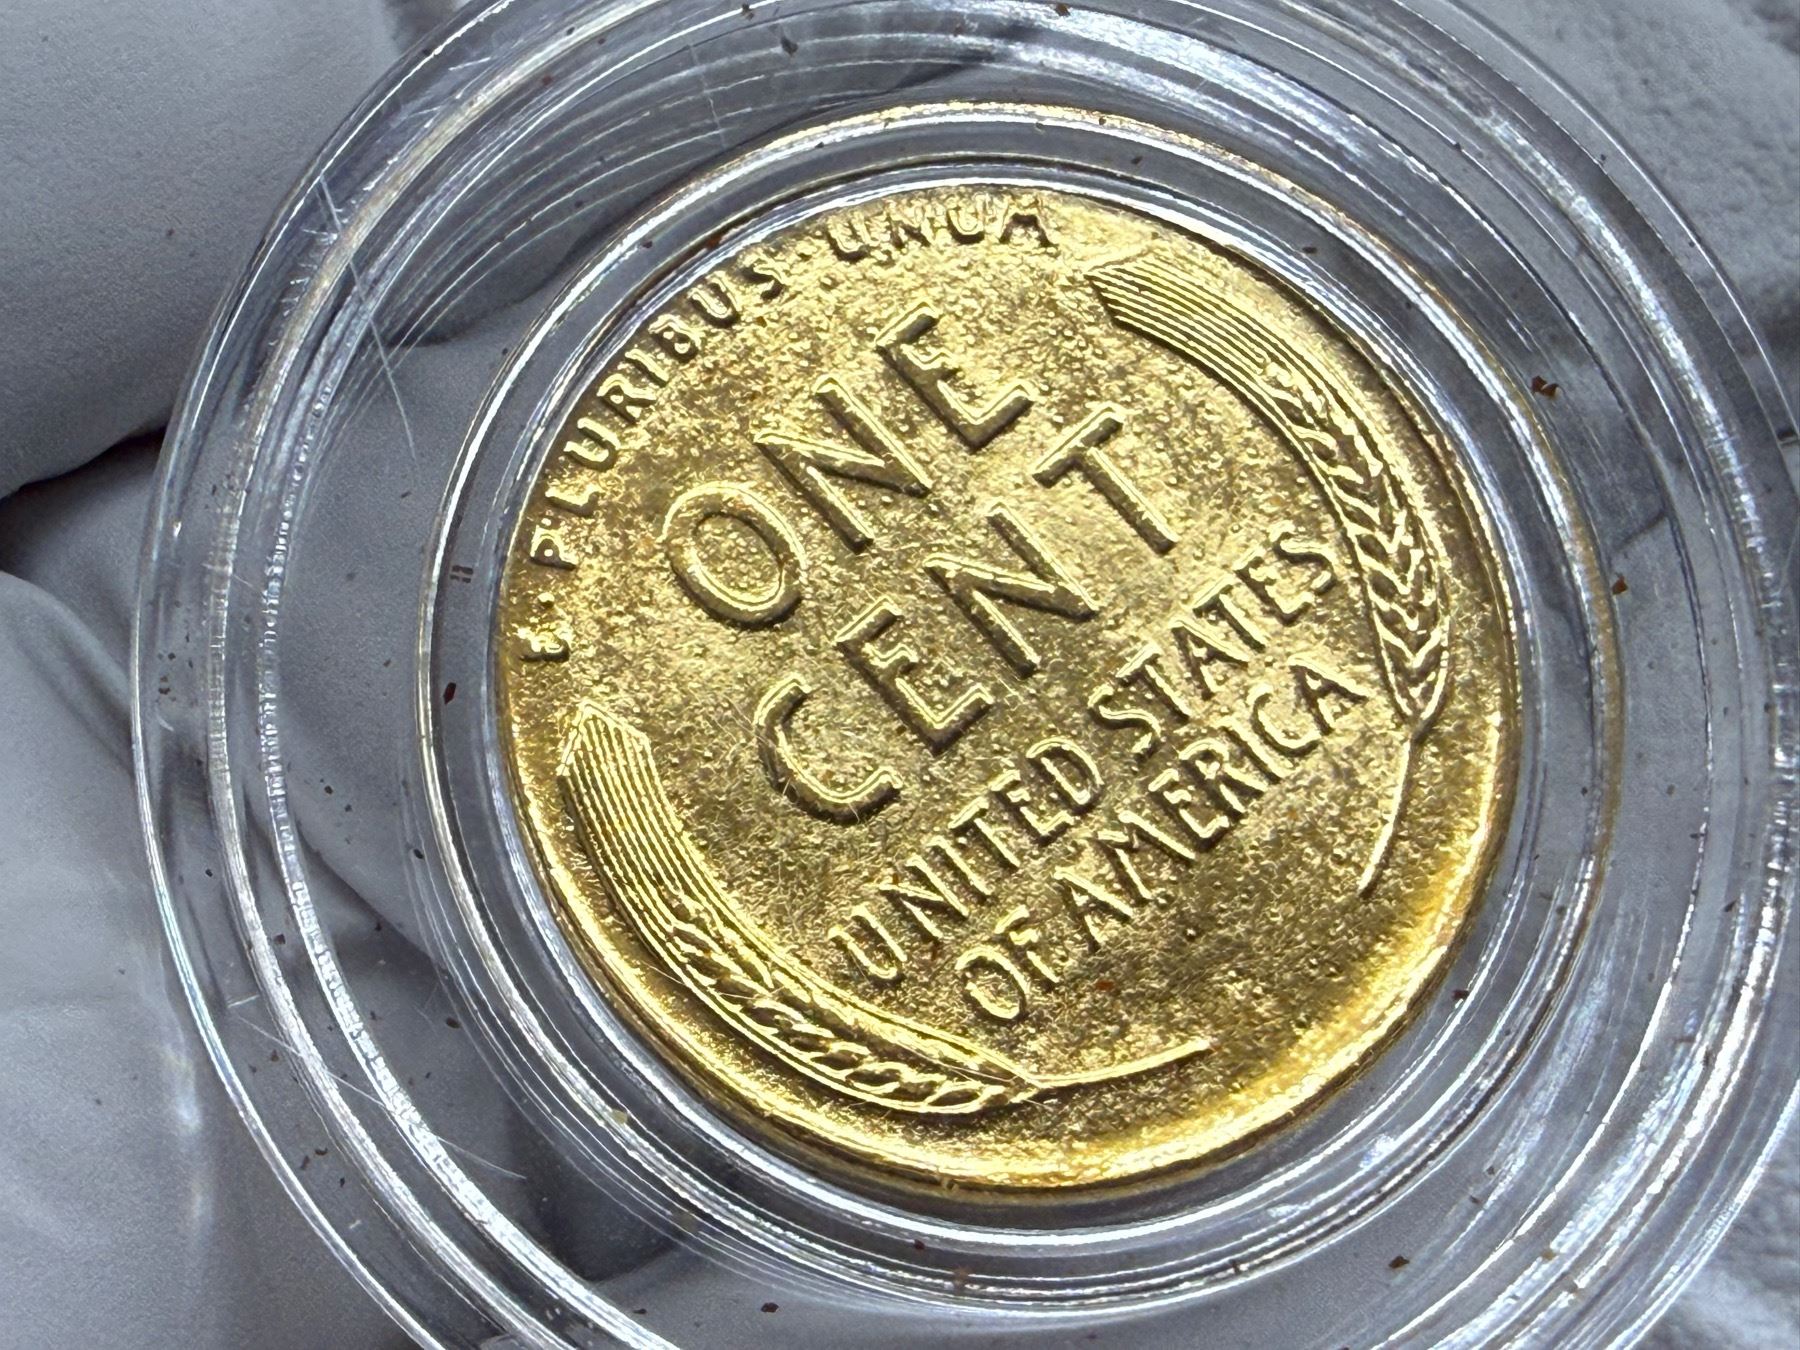 E·PLURIBUS·UNUM
ONE
CENT
UNITED STATES
OF AMERICA